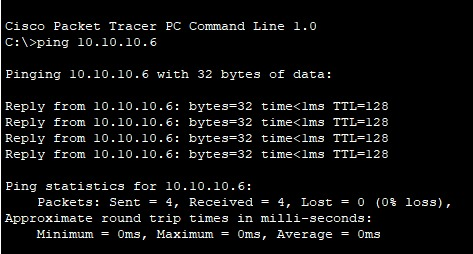 Cisco Packet Tracer PC Command Line 1.0
C:\>ping 10.10.10.6
Pinging 10.10.10.6 with 32 bytes of data:
Reply from 10.10.10.6: bytes=32 time<1ms TTL=128
Reply from 10.10.10.6: bytes=32 time<1ms TTL=128
Reply from 10.10.10.6: bytes=32 time<1ms TTL=128
Reply from 10.10.10.6: bytes=32 time<1ms TTL=128
Ping statistics for 10.10.10.6:
Packets: Sent = 4, Received = 4, Lost = 0 (0% loss),
Approximate round trip times in milli-seconds:
Minimum = 0ms, Maximum = 0ms, Average = 0ms